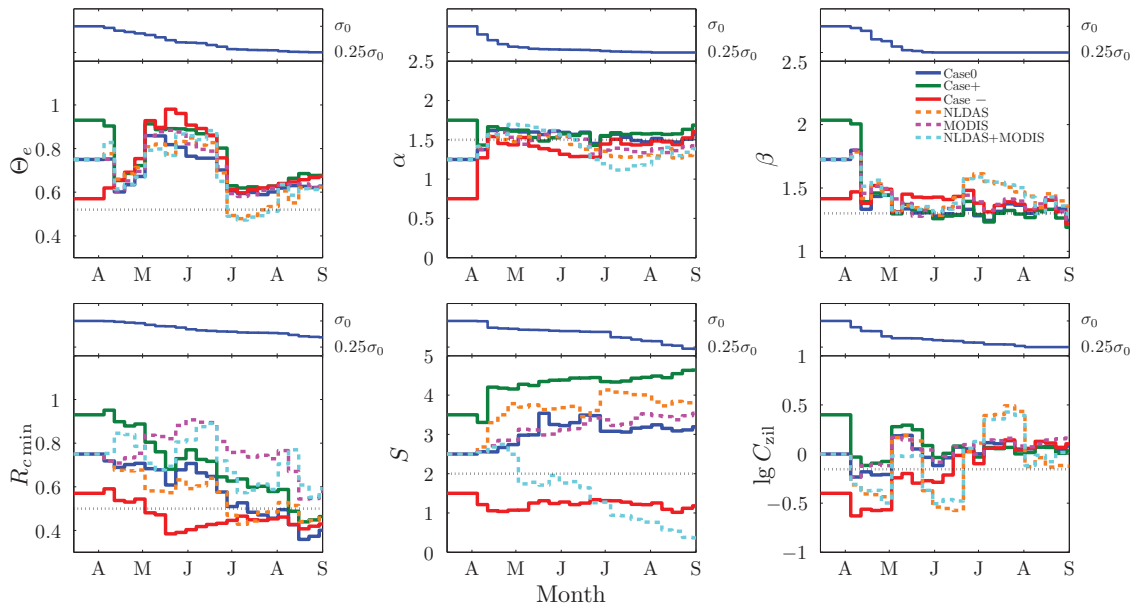 σ₀
0.25σ₀
σ₀
0.25σ₀
σ₀
0.25σ₀
Θₑ
1
0.8
0.6
0.4
A M J J A S
α
2.5
2
1.5
1
0.5
0
A M J J A S
β
2.5
2
1.5
1
Case0
Case+
Case −
NLDAS
MODIS
NLDAS+MODIS
A M J J A S
σ₀
0.25σ₀
σ₀
0.25σ₀
σ₀
0.25σ₀
R_c min
1
0.8
0.6
0.4
A M J J A S
S
5
4
3
2
1
0
A M J J A S
lg C_zil
1
0.5
0
−0.5
−1
A M J J A S
Month